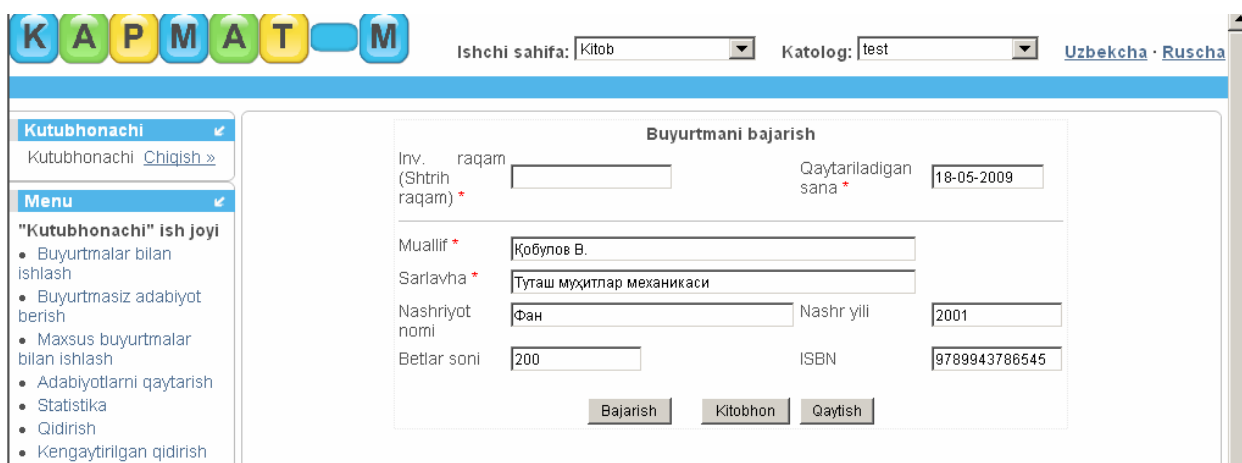 КАРМАТ M
Ishchi sahifa: Kitob Katolog: test Uzbekcha · Ruscha
Kutubhonachi
Kutubhonachi Chiqish »
Menu
"Kutubhonachi" ish joyi
• Buyurtmalar bilan
ishlash
• Buyurtmasiz adabiyot
berish
• Maxsus buyurtmalar
bilan ishlash
• Adabiyotlarni qaytarish
• Statistika
• Qidirish
• Kengaytirilgan qidirish
Buyurtmani bajarish
Inv. raqam
(Shtrih
raqam) *
Qaytariladigan
sana * 18-05-2009
Muallif * Қобулов В.
Sarlavha * Туташ муҳитлар механикаси
Nashriyot
nomi Фан
Nashr yili 2001
Betlar soni 200 ISBN 9789943786545
Bajarish Kitobhon Qaytish